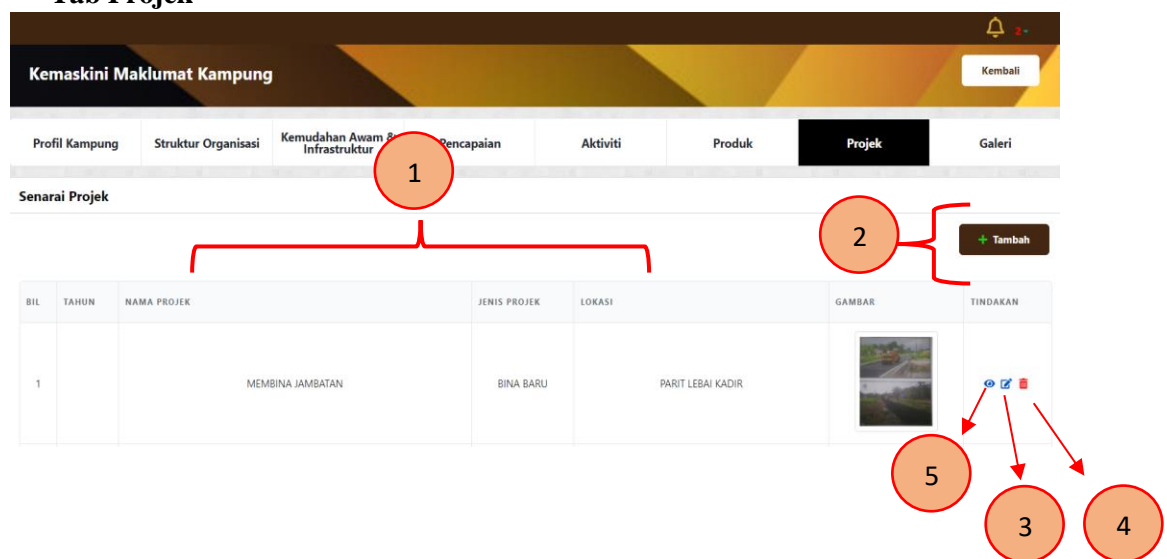 Tab Projek
2
Kemaskini Maklumat Kampung
Kembali
Profil Kampung
Struktur Organisasi
Kemudahan Awam &
Infrastruktur
Pencapaian
Aktiviti
Produk
Projek
Galeri
1
Senarai Projek
2
+ Tambah
BIL TAHUN NAMA PROJEK JENIS PROJEK LOKASI GAMBAR TINDAKAN
1 MEMBINA JAMBATAN BINA BARU PARIT LEBAI KADIR
5
3
4